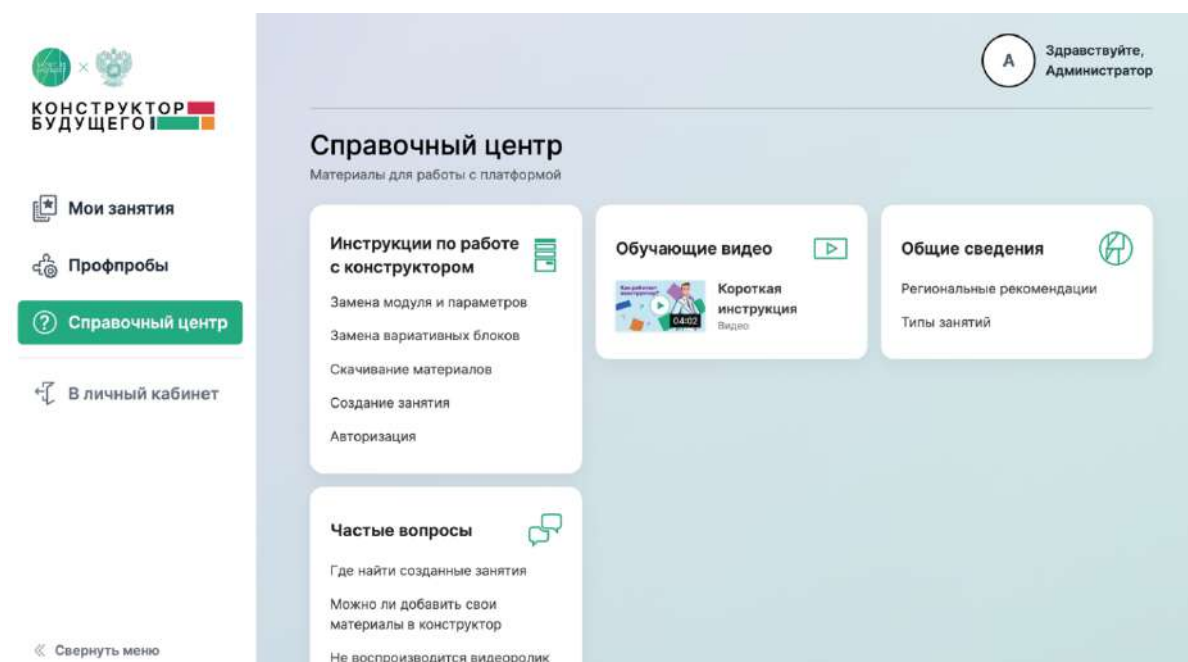 КОНСТРУКТОР
БУДУЩЕГО
Мои занятия
Профпробы
Справочный центр
В личный кабинет
Свернуть меню
А
Здравствуйте,
Администратор
Справочный центр
Материалы для работы с платформой
Инструкции по работе
с конструктором
Замена модуля и параметров
Замена вариативных блоков
Скачивание материалов
Создание занятия
Авторизация
Обучающие видео
04:02
Короткая
инструкция
Видео
Общие сведения
Региональные рекомендации
Типы занятий
Частые вопросы
Где найти созданные занятия
Можно ли добавить свои
материалы в конструктор
Не воспроизводится видеоролик